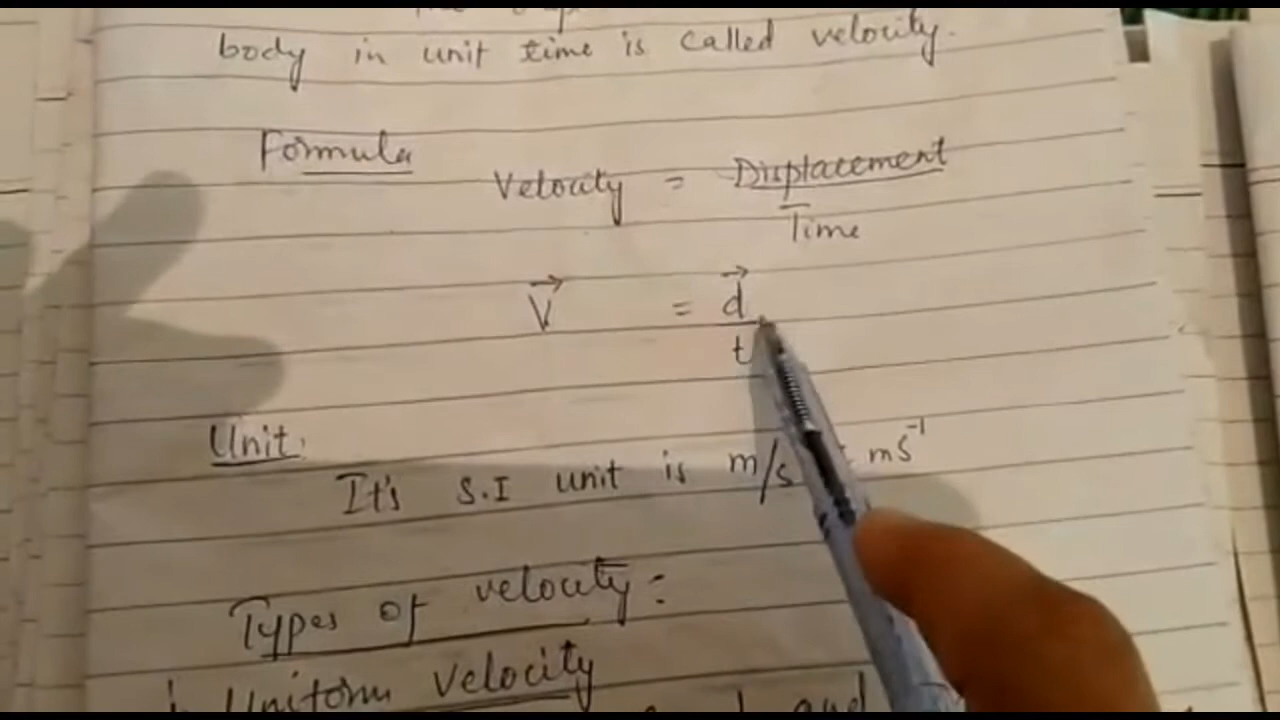 body in unit time is called velocity.
Formula
Velocity = Displacement
Time
V = d
t
Unit:
It's S.I unit is m/s ms⁻¹
Types of velocity:
Uniform velocity
and